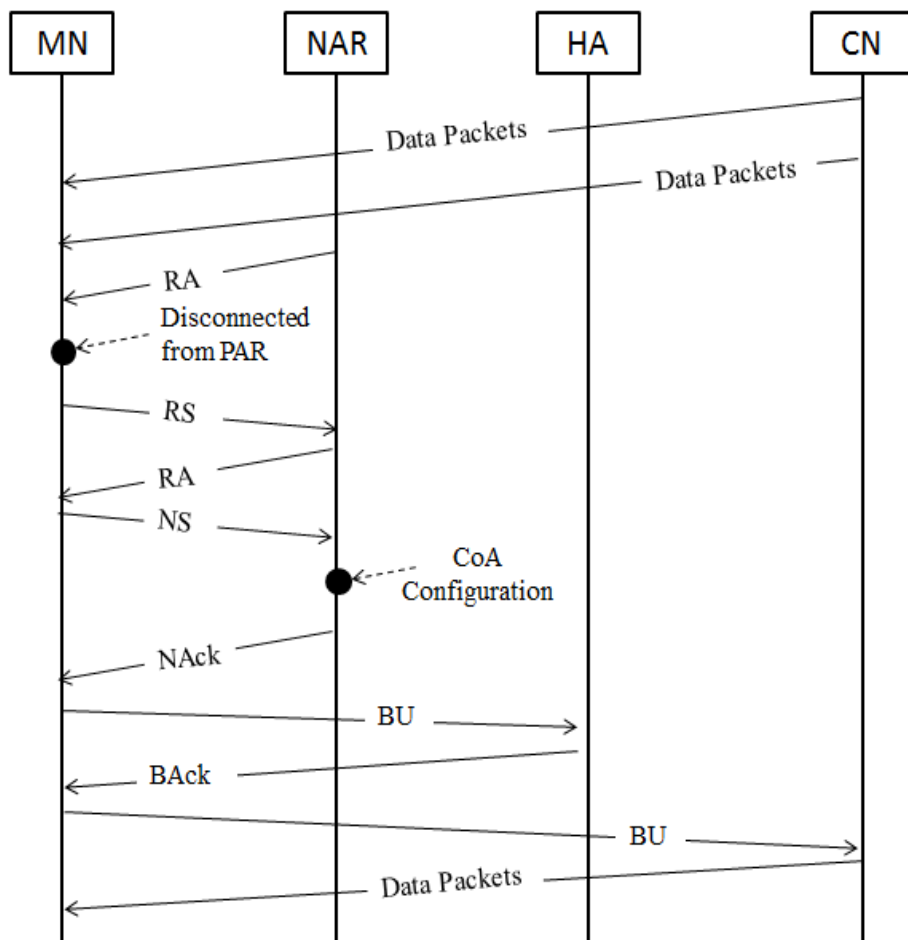 MN
NAR
HA
CN
Data Packets
Data Packets
RA
Disconnected
from PAR
RS
RA
NS
CoA
Configuration
NAck
BU
BAck
BU
Data Packets